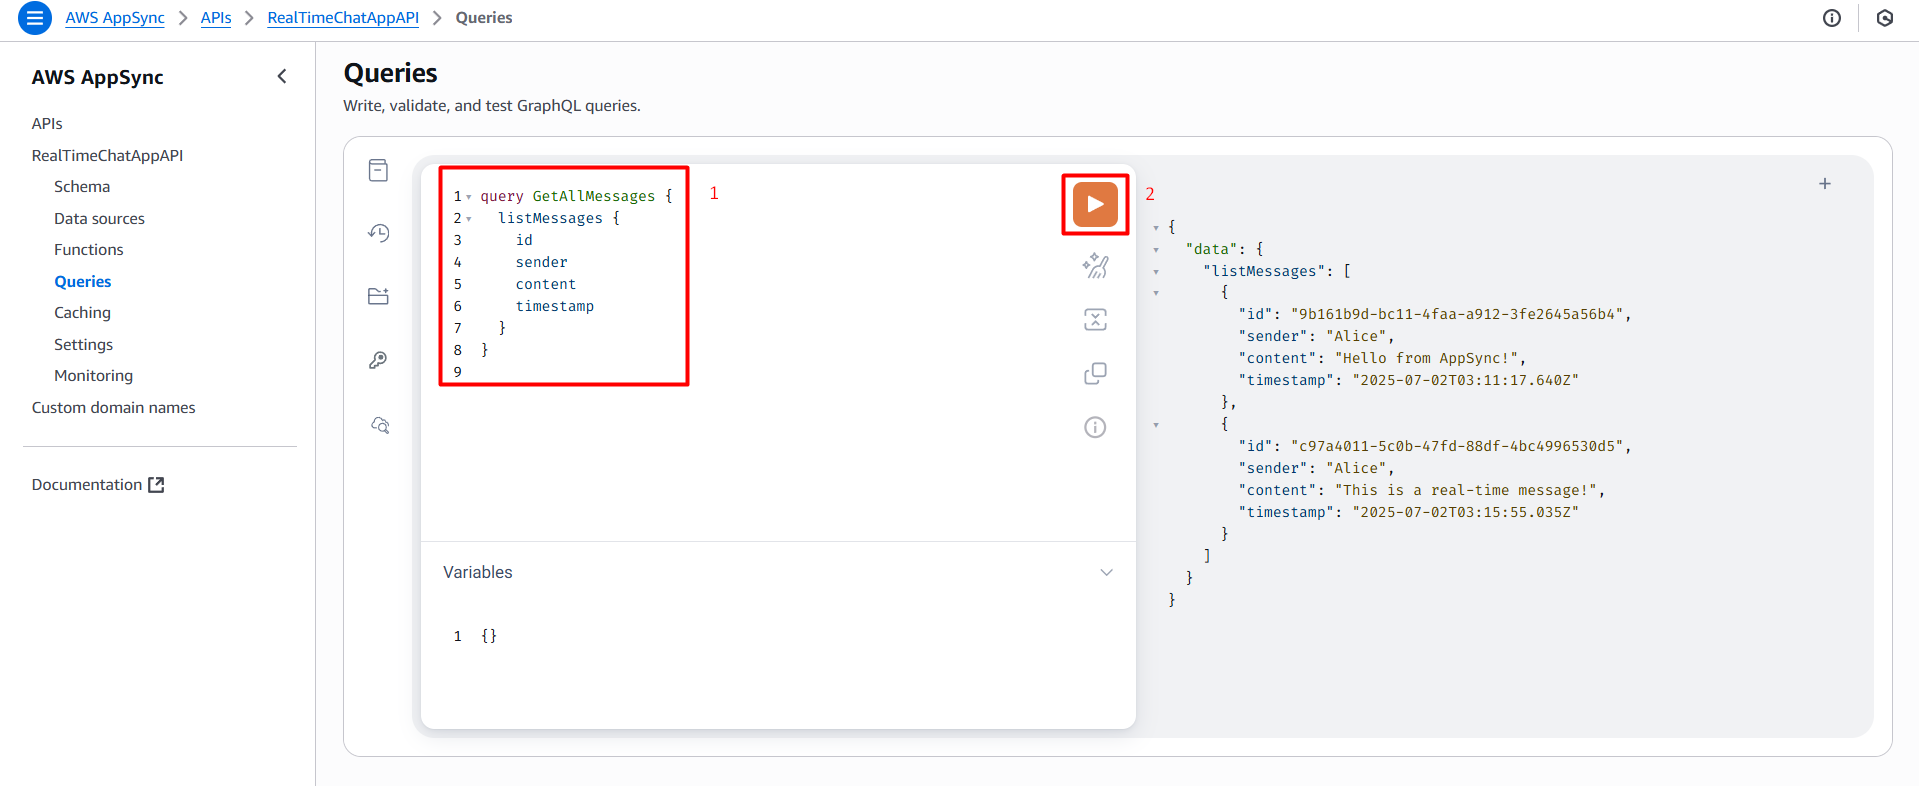 AWS AppSync > APIs > RealTimeChatAppAPI > Queries
AWS AppSync
APIs
RealTimeChatAppAPI
Schema
Data sources
Functions
Queries
Caching
Settings
Monitoring
Custom domain names
Documentation
Queries
Write, validate, and test GraphQL queries.
1 query GetAllMessages {
2 listMessages {
3 id
4 sender
5 content
6 timestamp
7 }
8 }
9
1
2
Variables
1 {}
{
"data": {
"listMessages": [
{
"id": "9b161b9d-bc11-4faa-a912-3fe2645a56b4",
"sender": "Alice",
"content": "Hello from AppSync!",
"timestamp": "2025-07-02T03:11:17.640Z"
},
{
"id": "c97a4011-5c0b-47fd-88df-4bc4996530d5",
"sender": "Alice",
"content": "This is a real-time message!",
"timestamp": "2025-07-02T03:15:55.035Z"
}
]
}
}